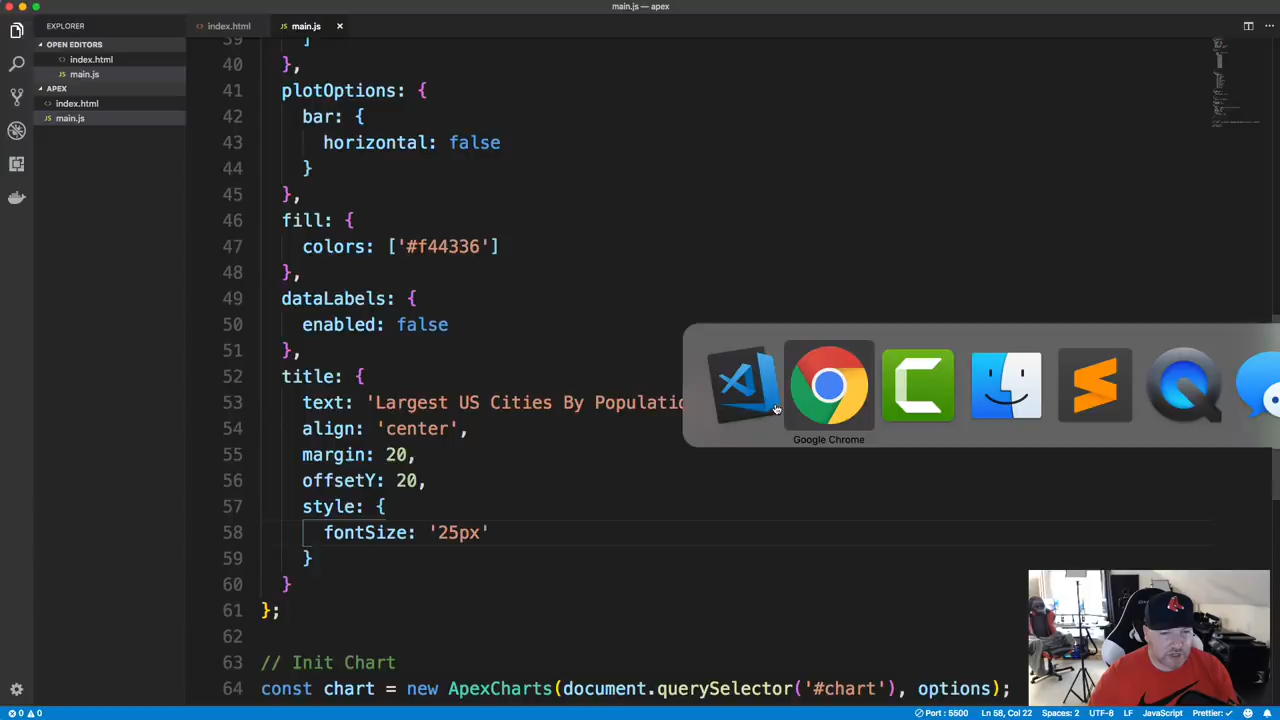 main.js — apex
EXPLORER
index.html
main.js
OPEN EDITORS
index.html
main.js
APEX
index.html
main.js
39 ]
40 },
41 plotOptions: {
42 bar: {
43 horizontal: false
44 }
45 },
46 fill: {
47 colors: ['#f44336']
48 },
49 dataLabels: {
50 enabled: false
51 },
52 title: {
53 text: 'Largest US Cities By Populatio
54 align: 'center',
55 margin: 20,
56 offsetY: 20,
57 style: {
58 fontSize: '25px'
59 }
60 }
61 };
62
63 // Init Chart
64 const chart = new ApexCharts(document.querySelector('#chart'), options);
Google Chrome
0 0
Port : 5500
Ln 58, Col 22
Spaces: 2
UTF-8
LF
JavaScript
Prettier: ✓